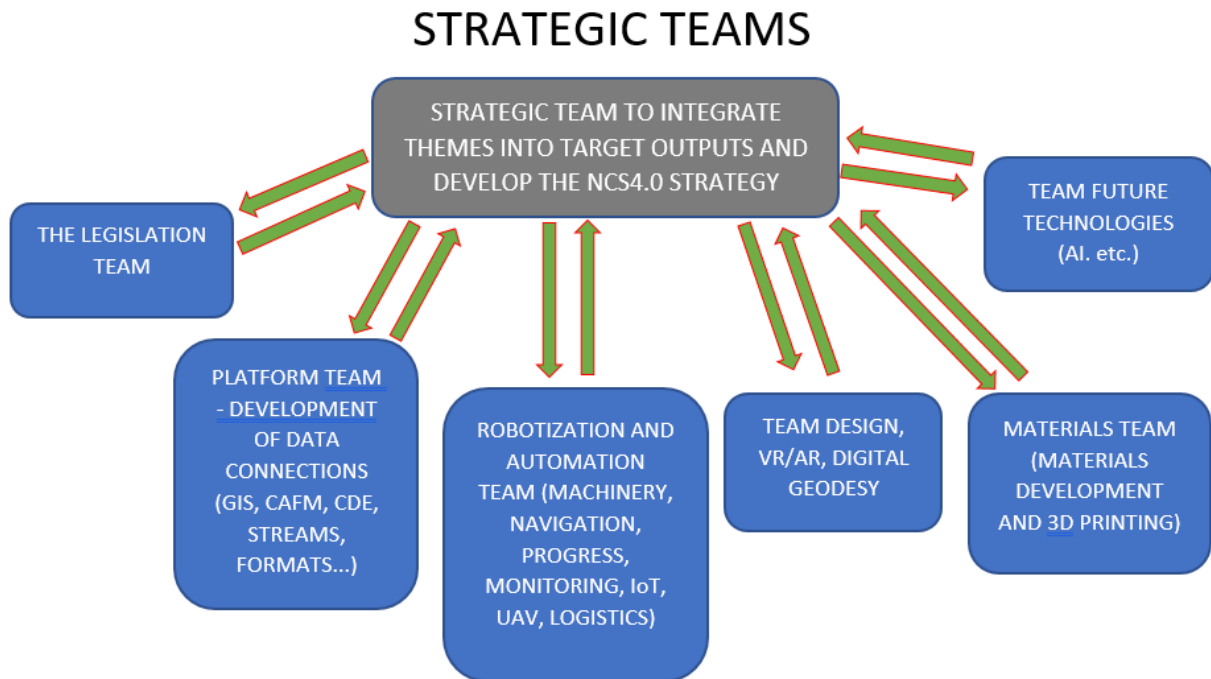 STRATEGIC TEAMS
STRATEGIC TEAM TO INTEGRATE
THEMES INTO TARGET OUTPUTS AND
DEVELOP THE NCS4.0 STRATEGY
THE LEGISLATION
TEAM
PLATFORM TEAM
- DEVELOPMENT
OF DATA
CONNECTIONS
(GIS, CAFM, CDE,
STREAMS,
FORMATS...)
ROBOTIZATION AND
AUTOMATION
TEAM (MACHINERY,
NAVIGATION,
PROGRESS,
MONITORING, IoT,
UAV, LOGISTICS)
TEAM DESIGN,
VR/AR, DIGITAL
GEODESY
MATERIALS TEAM
(MATERIALS
DEVELOPMENT
AND 3D PRINTING)
TEAM FUTURE
TECHNOLOGIES
(AI. etc.)